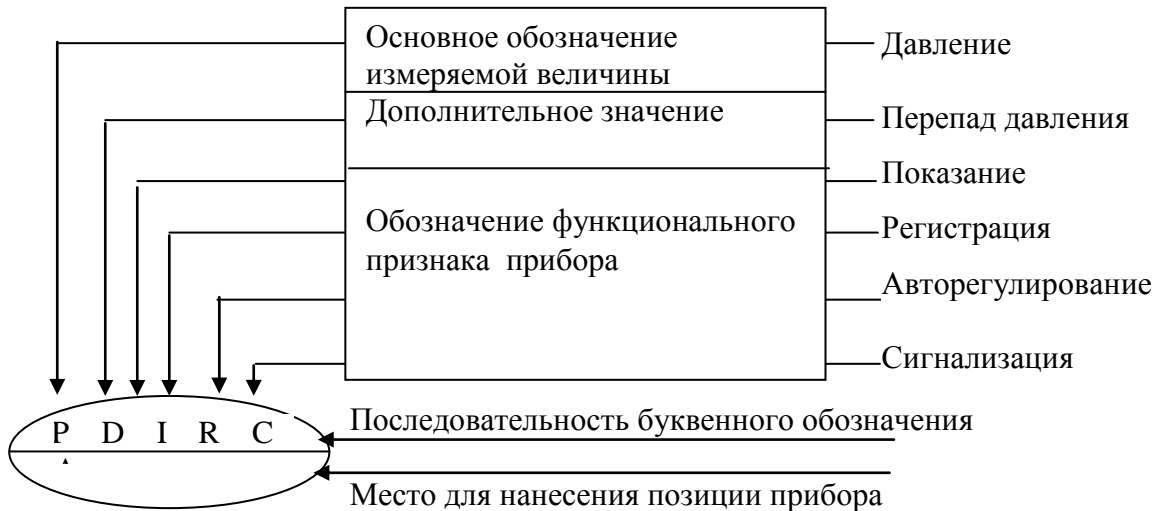 Основное обозначение
измеряемой величины
Давление
Дополнительное значение
Перепад давления
Показание
Обозначение функционального
признака прибора
Регистрация
Авторегулирование
Сигнализация
P D I R C
Последовательность буквенного обозначения
Место для нанесения позиции прибора